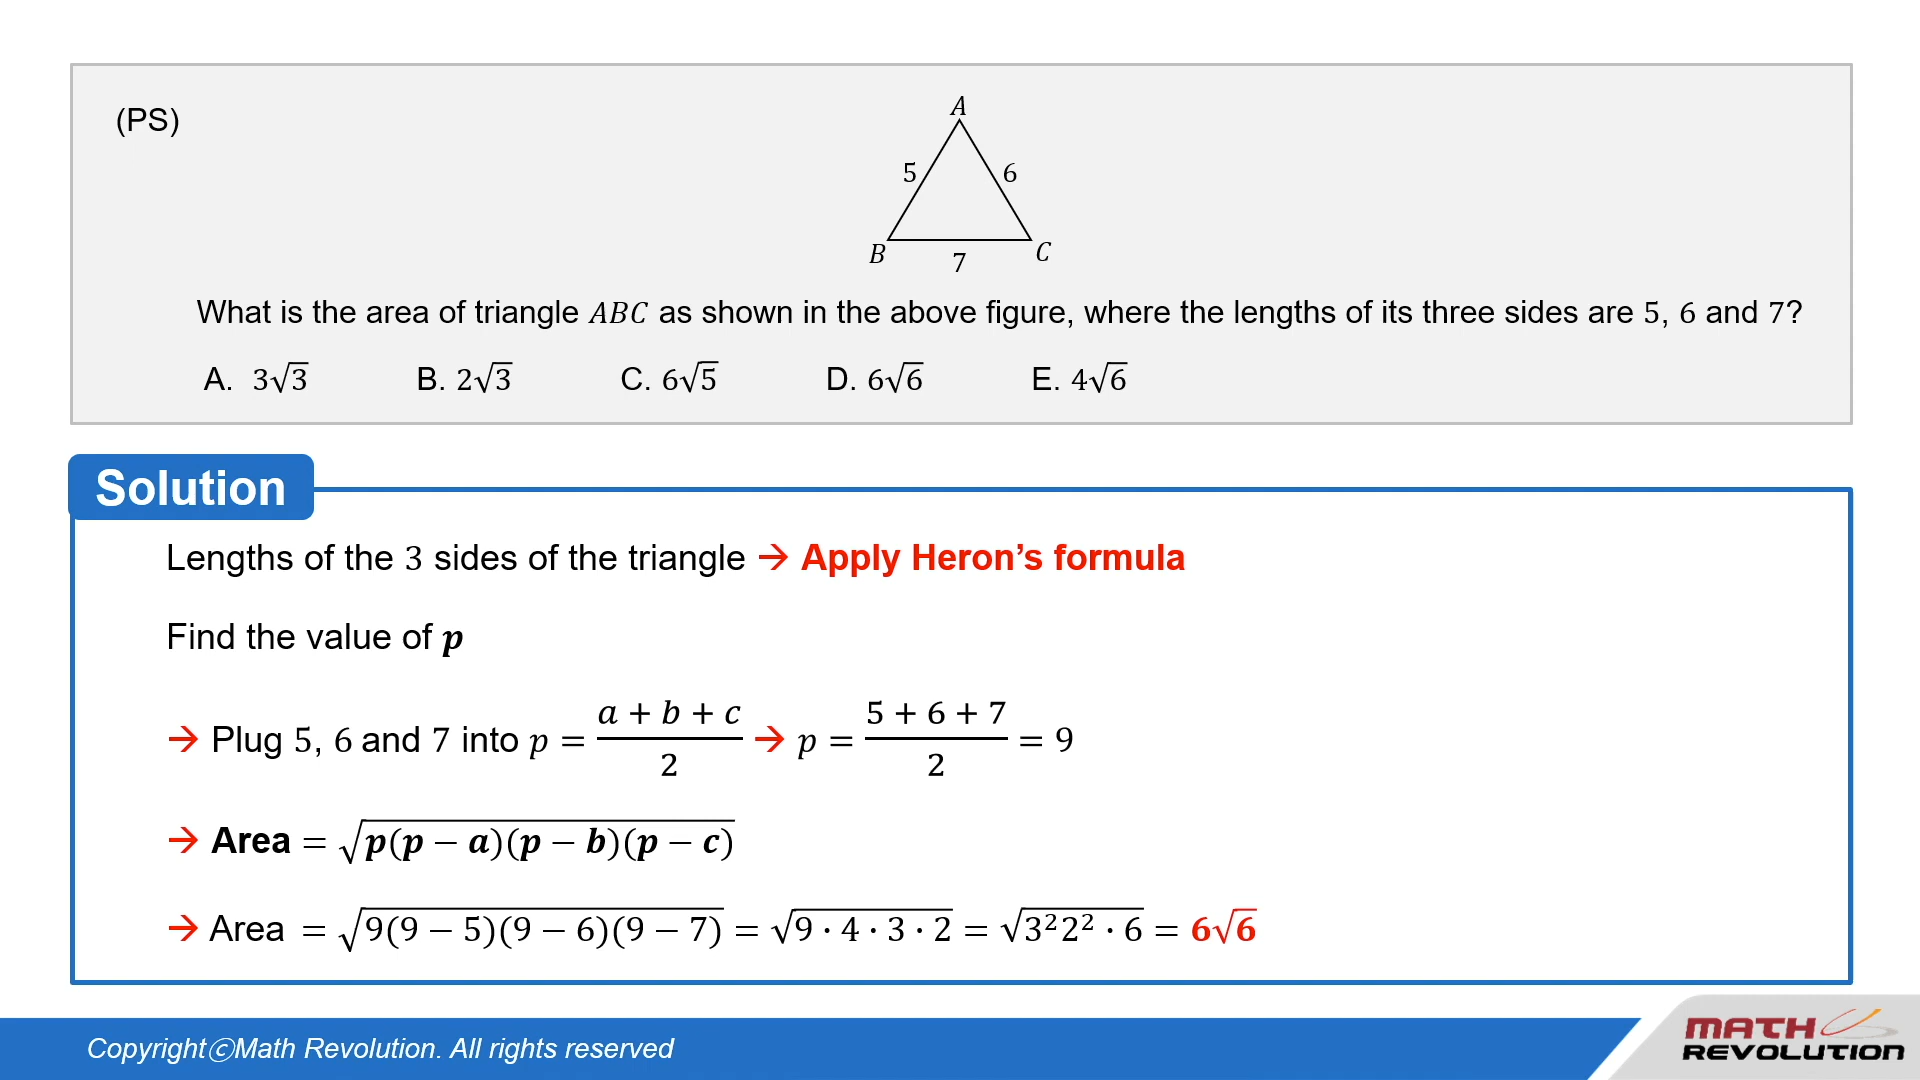 (PS)
A
5
6
B
7
C
What is the area of triangle ABC as shown in the above figure, where the lengths of its three sides are 5, 6 and 7?
A. 3√3 B. 2√3 C. 6√5 D. 6√6 E. 4√6
Solution
Lengths of the 3 sides of the triangle → Apply Heron’s formula
Find the value of p
→ Plug 5, 6 and 7 into p = (a + b + c)/2 → p = (5 + 6 + 7)/2 = 9
→ Area = √(p(p − a)(p − b)(p − c))
→ Area = √(9(9 − 5)(9 − 6)(9 − 7)) = √(9 · 4 · 3 · 2) = √(3²2² · 6) = 6√6
CopyrightⓒMath Revolution. All rights reserved
MATH
REVOLUTION